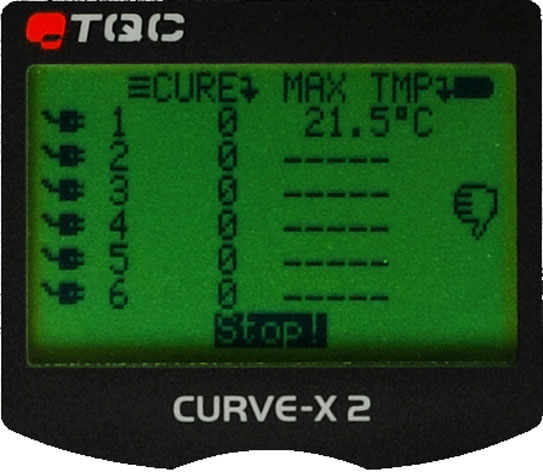 TQC
≡CURE↴ MAX TMP↴
1 0 21.5°C
2 0 -----
3 0 -----
4 0 -----
5 0 -----
6 0 -----
Stop!
CURVE-X 2